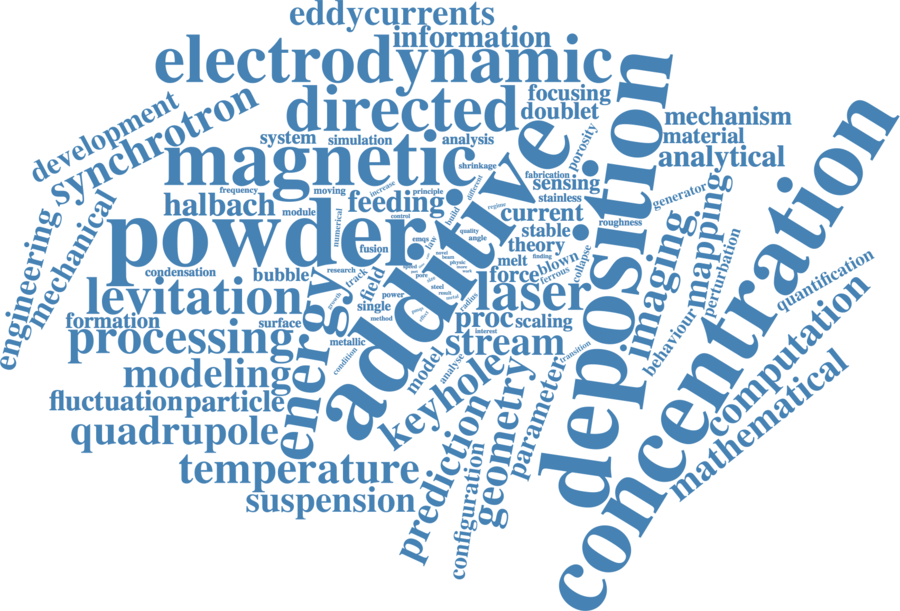 eddycurrents
information
electrodynamic
focusing
directed
doublet
deposition
mechanism
development
synchrotron
system
simulation
analysis
material
magnetic
additive
porosity
analytical
shrinkage
fabrication
sensing
different
stainless
generator
mapping
concentration
frequency
moving
increase
principle
halbach
module
feeding
build
regime
current
roughness
engineering
mechanical
powder
numerical
control
law
quality
angle
stable
theory
perturbation
fusion
emqs
melt
finding
imaging
condensation
bubble
research
track
field
force
blown
ferrous
collapse
quantification
levitation
energy
growth
single
power
steel
laser
formation
surface
method
radius
proc
scaling
behaviour
computation
processing
metallic
interest
stream
transition
modeling
condition
model
analyse
keyhole
parameter
mathematical
fluctuation
particle
quadrupole
prediction
geometry
temperature
suspension
configuration